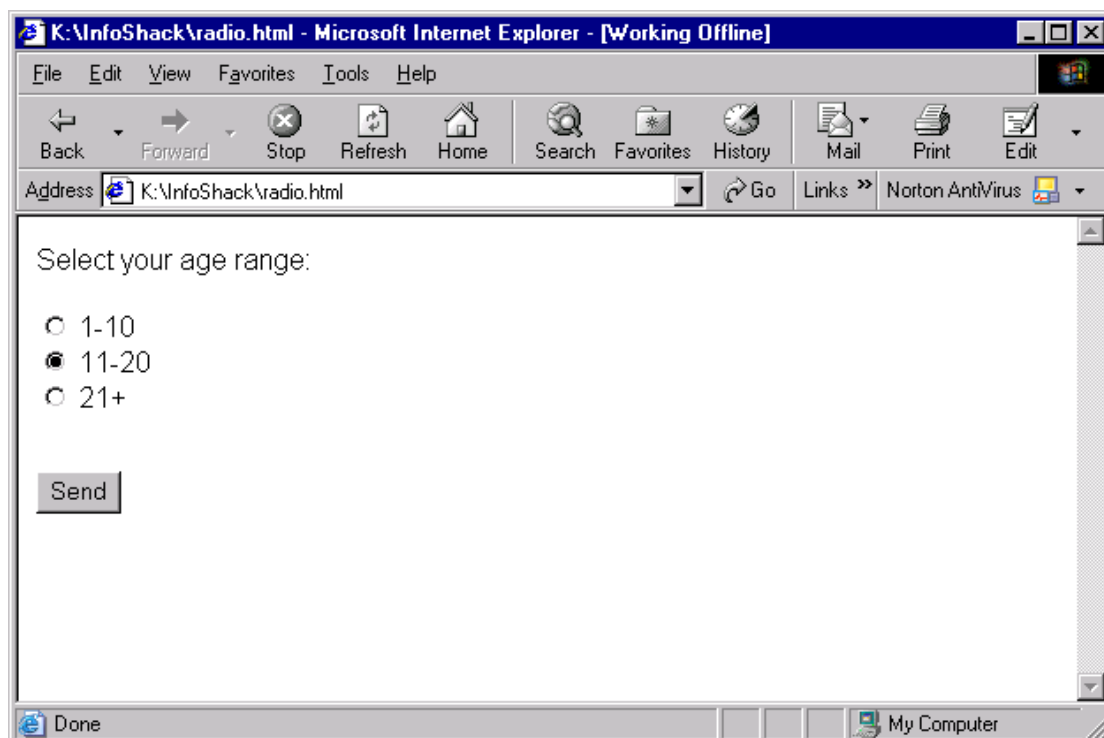 K:\InfoShack\radio.html - Microsoft Internet Explorer - [Working Offline]
File Edit View Favorites Tools Help
Back Forward Stop Refresh Home Search Favorites History Mail Print Edit
Address K:\InfoShack\radio.html Go Links » Norton AntiVirus
Select your age range:
1-10
11-20
21+
Send
Done My Computer